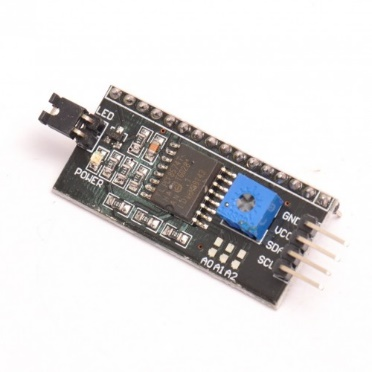 LED
POWER
GND
VCC
SDA
SCL
A0 A1 A2